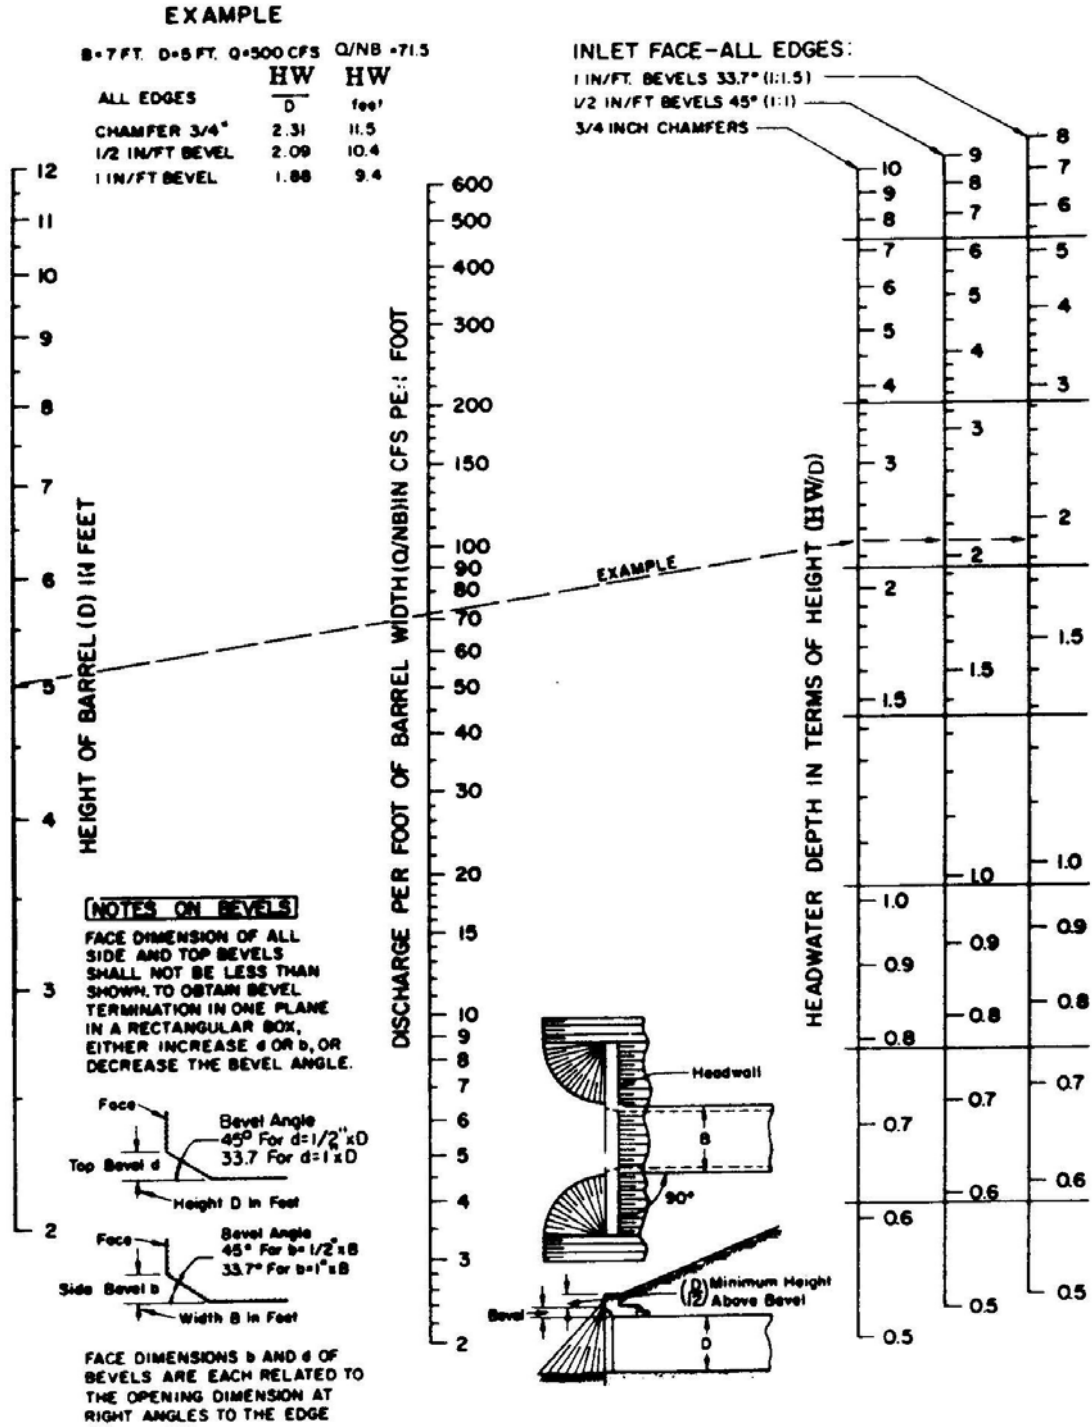 EXAMPLE
B=7 FT. D=5 FT. Q=500 CFS Q/NB =71.5
ALL EDGES HW/D HW feet
CHAMFER 3/4" 2.31 11.5
1/2 IN/FT BEVEL 2.09 10.4
1 IN/FT BEVEL 1.88 9.4
INLET FACE-ALL EDGES:
1 IN/FT. BEVELS 33.7° (1:1.5)
1/2 IN/FT BEVELS 45° (1:1)
3/4 INCH CHAMFERS
HEIGHT OF BARREL (D) IN FEET
12
11
10
9
8
7
6
5
4
3
2
DISCHARGE PER FOOT OF BARREL WIDTH (Q/NB) IN CFS PER FOOT
600
500
400
300
200
150
100
90
80
70
60
50
40
30
20
15
10
9
8
7
6
5
4
3
2
EXAMPLE
HEADWATER DEPTH IN TERMS OF HEIGHT (HW/D)
10
9
8
7
6
5
4
3
2
1.5
1.0
0.9
0.8
0.7
0.6
0.5
9
8
7
6
5
4
3
2
1.5
1.0
0.9
0.8
0.7
0.6
0.5
8
7
6
5
4
3
2
1.5
1.0
0.9
0.8
0.7
0.6
0.5
NOTES ON BEVELS
FACE DIMENSION OF ALL
SIDE AND TOP BEVELS
SHALL NOT BE LESS THAN
SHOWN. TO OBTAIN BEVEL
TERMINATION IN ONE PLANE
IN A RECTANGULAR BOX,
EITHER INCREASE d OR b, OR
DECREASE THE BEVEL ANGLE.
Face
Bevel Angle
45° For d=1/2" x D
33.7 For d=1" x D
Top Bevel d
Height D In Feet
Face
Bevel Angle
45° For b=1/2" x B
33.7° For b=1" x B
Side Bevel b
Width B In Feet
FACE DIMENSIONS b AND d OF
BEVELS ARE EACH RELATED TO
THE OPENING DIMENSION AT
RIGHT ANGLES TO THE EDGE
Headwall
B
90°
(D/12) Minimum Height
Above Bevel
Bevel
D